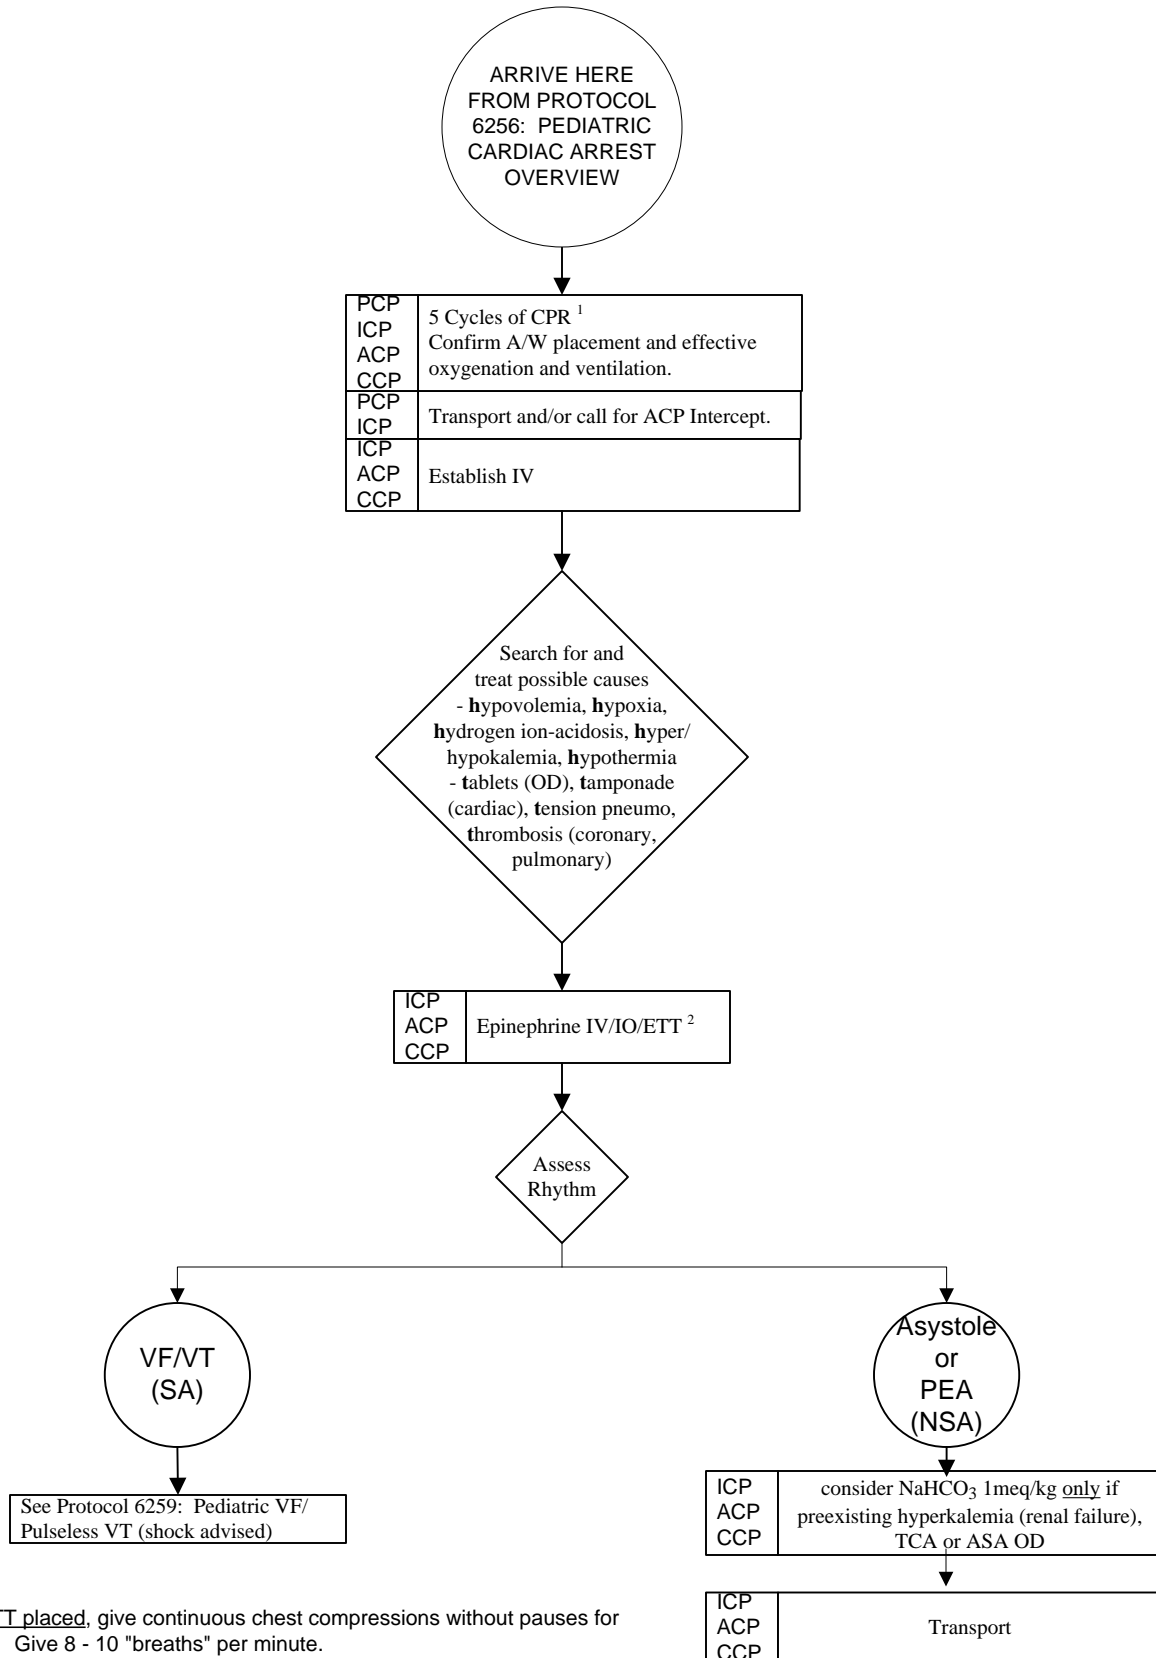 ARRIVE HERE
FROM PROTOCOL
6256: PEDIATRIC
CARDIAC ARREST
OVERVIEW
PCP
ICP
ACP
CCP
5 Cycles of CPR 1
Confirm A/W placement and effective
oxygenation and ventilation.
PCP
ICP
Transport and/or call for ACP Intercept.
ICP
ACP
CCP
Establish IV
Search for and
treat possible causes
- hypovolemia, hypoxia,
hydrogen ion-acidosis, hyper/
hypokalemia, hypothermia
- tablets (OD), tamponade
(cardiac), tension pneumo,
thrombosis (coronary,
pulmonary)
ICP
ACP
CCP
Epinephrine IV/IO/ETT 2
Assess
Rhythm
VF/VT
(SA)
Asystole
or
PEA
(NSA)
See Protocol 6259: Pediatric VF/
Pulseless VT (shock advised)
ICP
ACP
CCP
consider NaHCO3 1meq/kg only if
preexisting hyperkalemia (renal failure),
TCA or ASA OD
ICP
ACP
CCP
Transport
TT placed, give continuous chest compressions without pauses for
Give 8 - 10 "breaths" per minute.